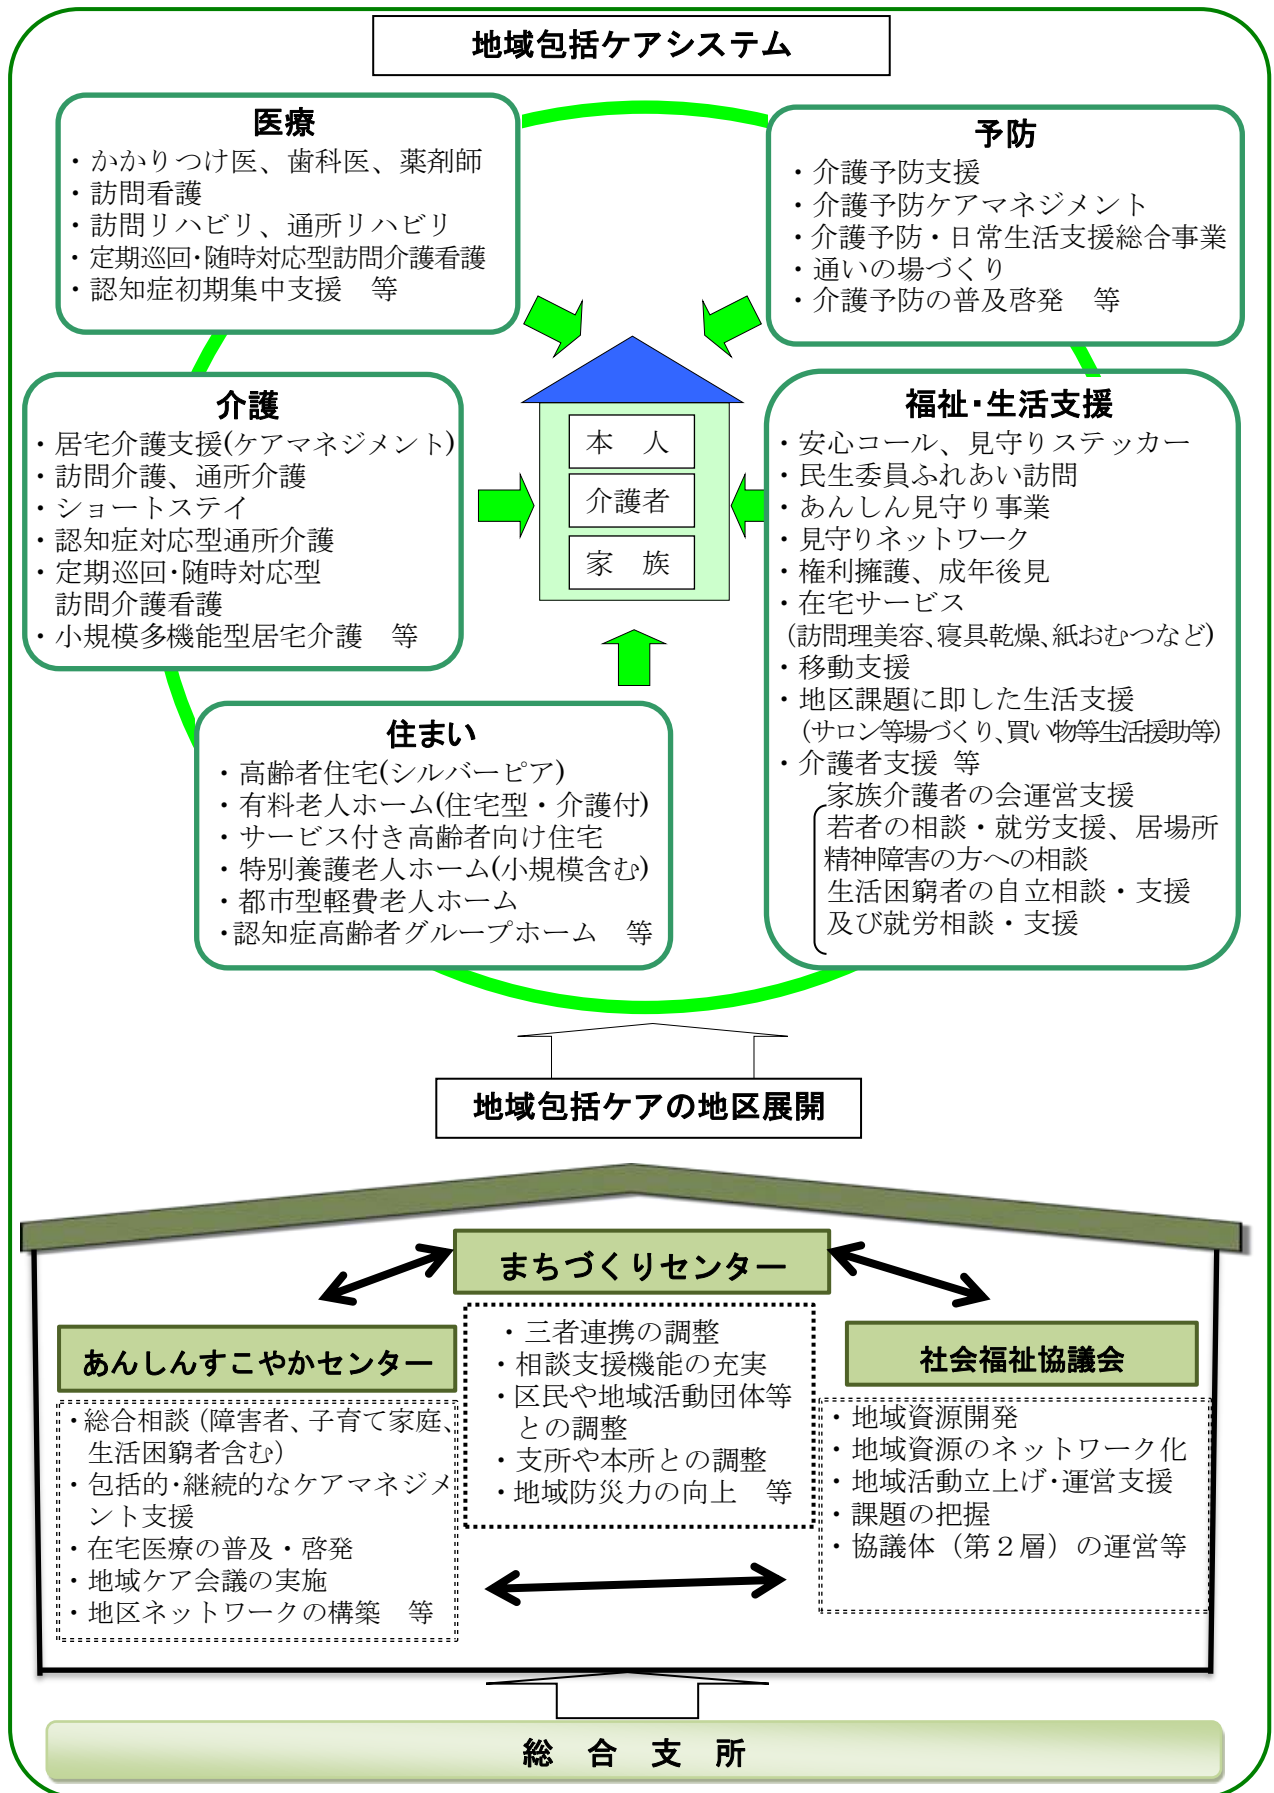 地域包括ケアシステム
医療
・かかりつけ医、歯科医、薬剤師
・訪問看護
・訪問リハビリ、通所リハビリ
・定期巡回･随時対応型訪問介護看護
・認知症初期集中支援　等
予防
・介護予防支援
・介護予防ケアマネジメント
・介護予防・日常生活支援総合事業
・通いの場づくり
・介護予防の普及啓発　等
介護
・居宅介護支援(ケアマネジメント)
・訪問介護、通所介護
・ショートステイ
・認知症対応型通所介護
・定期巡回･随時対応型
訪問介護看護
・小規模多機能型居宅介護　等
本　人
介護者
家　族
福祉･生活支援
・安心コール、見守りステッカー
・民生委員ふれあい訪問
・あんしん見守り事業
・見守りネットワーク
・権利擁護、成年後見
・在宅サービス
(訪問理美容､寝具乾燥､紙おむつなど)
・移動支援
・地区課題に即した生活支援
(サロン等場づくり､買い物等生活援助等)
・介護者支援 等
家族介護者の会運営支援
若者の相談・就労支援、居場所
精神障害の方への相談
生活困窮者の自立相談・支援
及び就労相談・支援
住まい
・高齢者住宅(シルバーピア)
・有料老人ホーム(住宅型・介護付)
・サービス付き高齢者向け住宅
・特別養護老人ホーム(小規模含む)
・都市型軽費老人ホーム
・認知症高齢者グループホーム　等
地域包括ケアの地区展開
まちづくりセンター
・三者連携の調整
・相談支援機能の充実
・区民や地域活動団体等
との調整
・支所や本所との調整
・地域防災力の向上　等
あんしんすこやかセンター
・総合相談（障害者、子育て家庭、
生活困窮者含む）
・包括的･継続的なケアマネジメ
ント支援
・在宅医療の普及・啓発
・地域ケア会議の実施
・地区ネットワークの構築　等
社会福祉協議会
・地域資源開発
・地域資源のネットワーク化
・地域活動立上げ･運営支援
・課題の把握
・協議体（第２層）の運営等
総　合　支　所